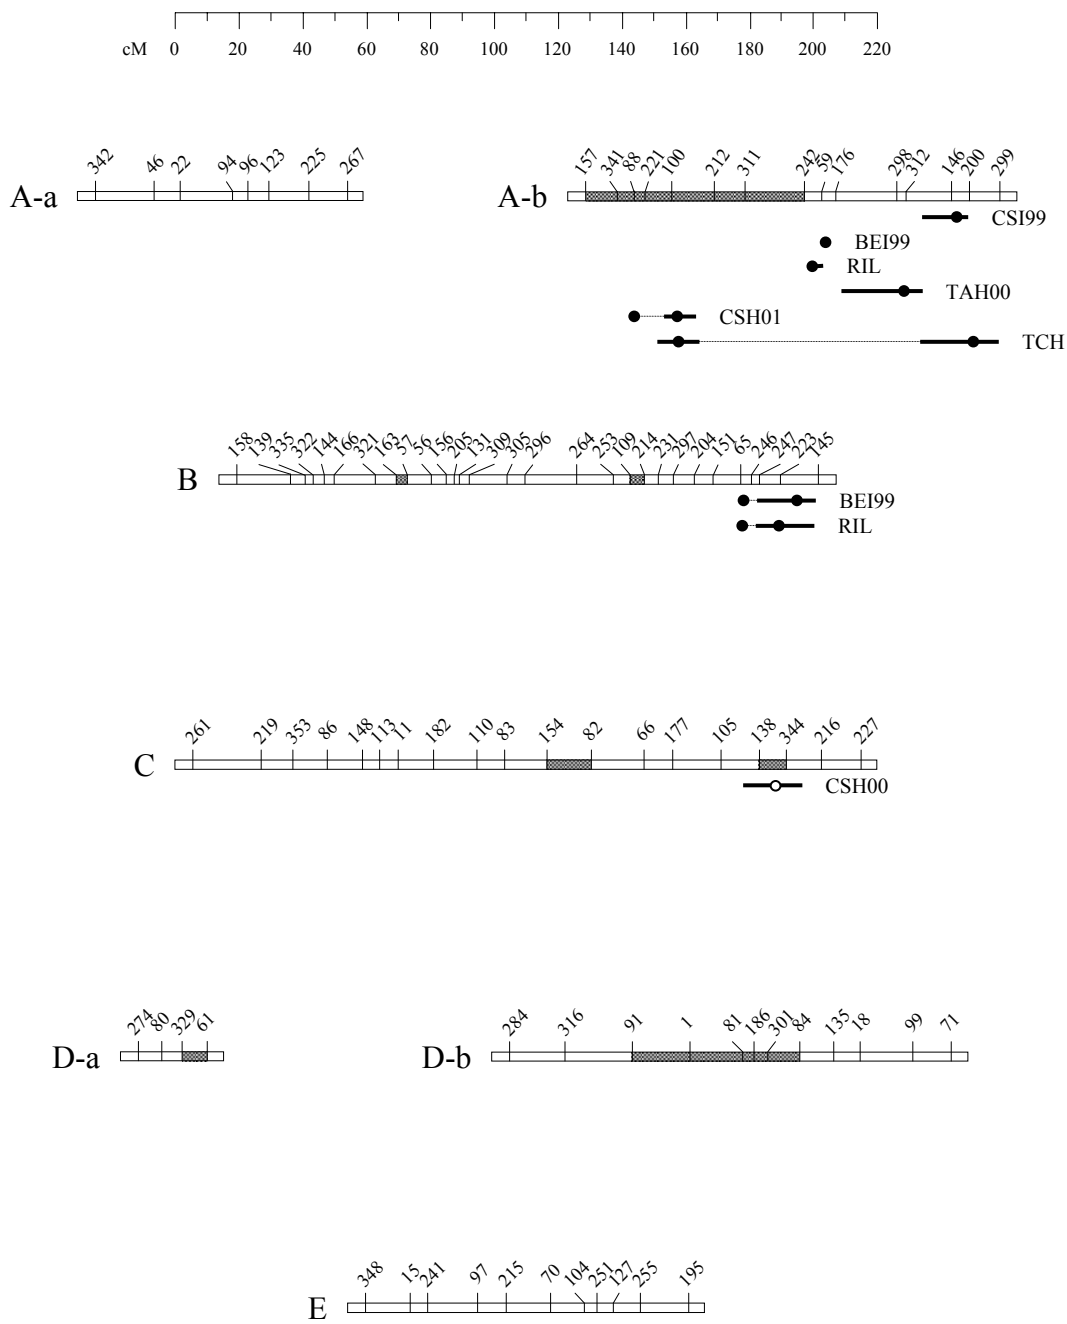 cM 0 20 40 60 80 100 120 140 160 180 200 220
342 46 22 94 96 123 225 267
A-a
157 341 88 221 100 212 311 242 59 176 298 312 146 200 299
A-b
CSI99
BEI99
RIL
TAH00
CSH01
TCH
158 139 335 322 144 166 321 163 57 56 156 205 131 309 305 296 264 253 109 214 231 297 204 151 65 246 247 223 145
B
BEI99
RIL
261 219 353 86 148 113 11 182 110 83 154 82 66 177 105 138 344 216 227
C
CSH00
274 80 329 61
D-a
284 316 91 1 81 186 301 84 135 18 99 71
D-b
348 15 241 97 215 70 104 251 127 255 195
E